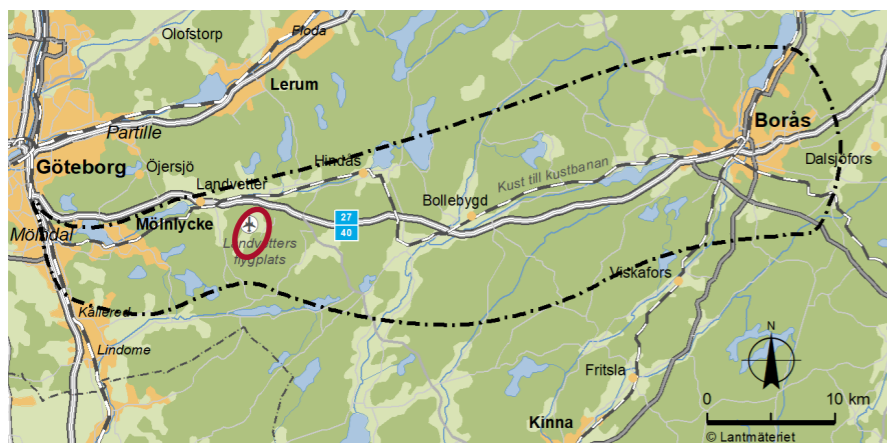 Olofstorp
Floda
Lerum
Partille
Borås
Göteborg
Öjersjö
Hindås
Dalsjöfors
Kust till kustbanan
Landvetter
Bollebygd
Mölnlycke
27
40
Mölndal
Landvetters
flygplats
Viskafors
Kållered
Lindome
N
Fritsla
0 10 km
Kinna
© Lantmäteriet